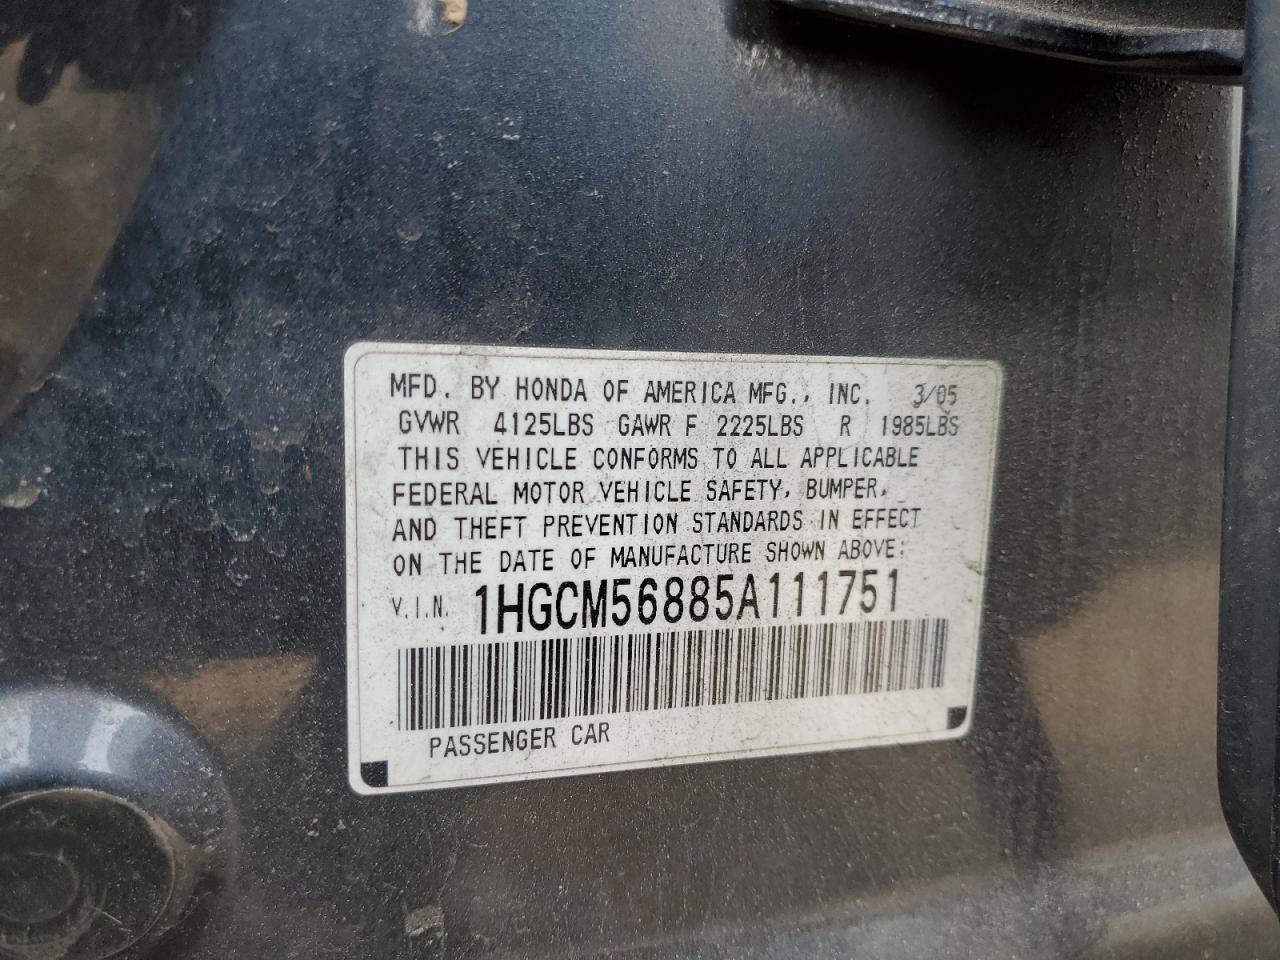 MFD. BY HONDA OF AMERICA MFG., INC. 3/05
GVWR 4125LBS GAWR F 2225LBS R 1985LBS
THIS VEHICLE CONFORMS TO ALL APPLICABLE
FEDERAL MOTOR VEHICLE SAFETY, BUMPER,
AND THEFT PREVENTION STANDARDS IN EFFECT
ON THE DATE OF MANUFACTURE SHOWN ABOVE:
V.I.N. 1HGCM56885A111751
PASSENGER CAR